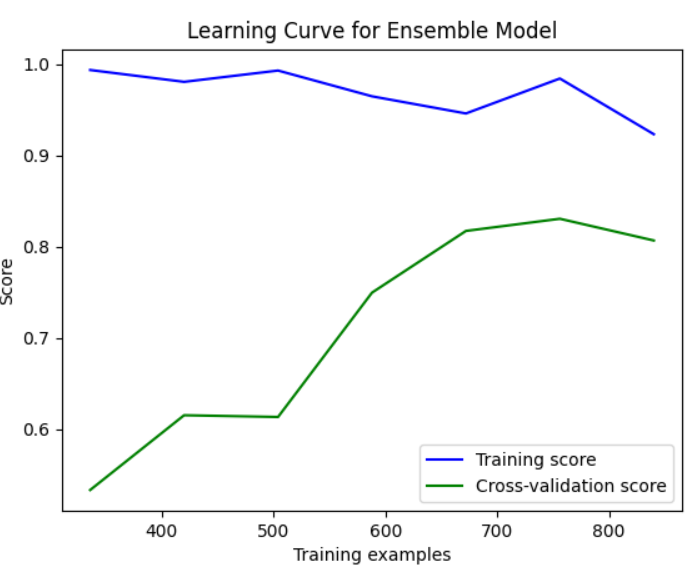 Learning Curve for Ensemble Model
1.0
0.9
0.8
0.7
0.6
Score
Training score
Cross-validation score
400 500 600 700 800
Training examples